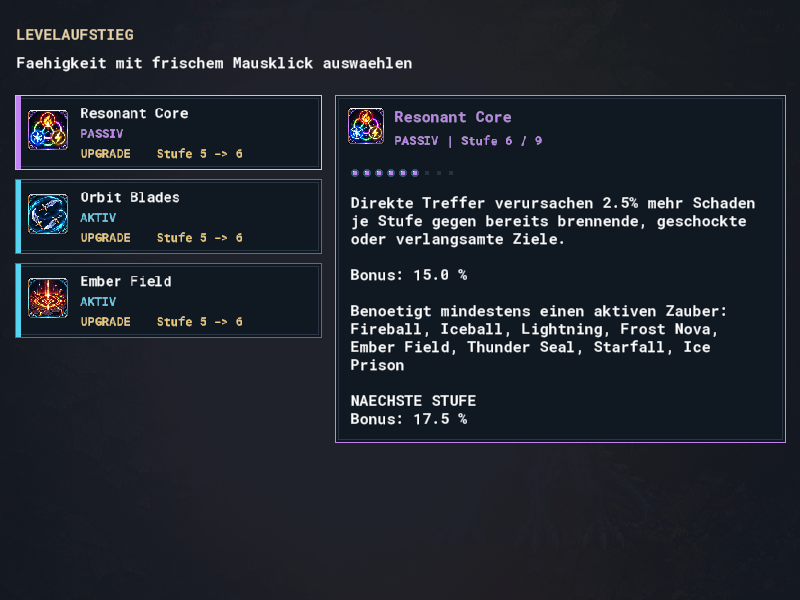 LEVELAUFSTIEG
Faehigkeit mit frischem Mausklick auswaehlen
Resonant Core
PASSIV
UPGRADE Stufe 5 -> 6
Orbit Blades
AKTIV
UPGRADE Stufe 5 -> 6
Ember Field
AKTIV
UPGRADE Stufe 5 -> 6
Resonant Core
PASSIV | Stufe 6 / 9
Direkte Treffer verursachen 2.5% mehr Schaden
je Stufe gegen bereits brennende, geschockte
oder verlangsamte Ziele.
Bonus: 15.0 %
Benoetigt mindestens einen aktiven Zauber:
Fireball, Iceball, Lightning, Frost Nova,
Ember Field, Thunder Seal, Starfall, Ice
Prison
NAECHSTE STUFE
Bonus: 17.5 %